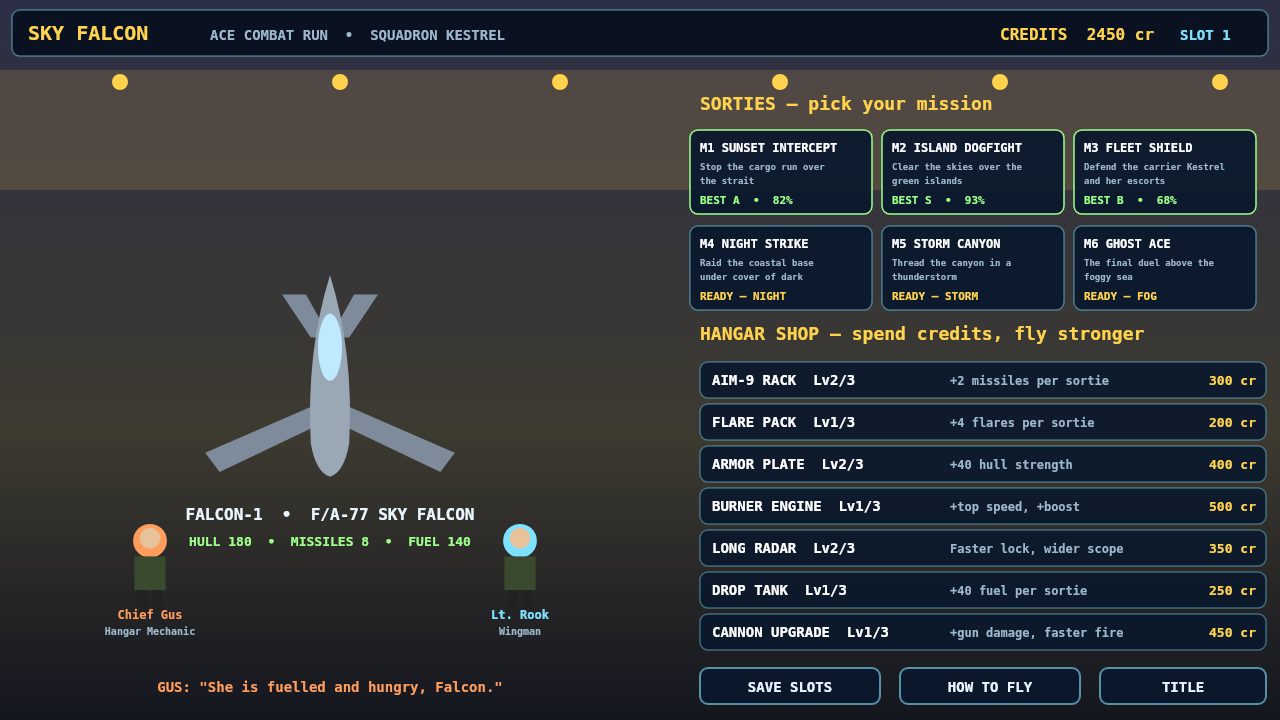 SKY FALCON
ACE COMBAT RUN • SQUADRON KESTREL
CREDITS 2450 cr
SLOT 1
SORTIES — pick your mission
M1 SUNSET INTERCEPT
Stop the cargo run over
the strait
BEST A • 82%
M2 ISLAND DOGFIGHT
Clear the skies over the
green islands
BEST S • 93%
M3 FLEET SHIELD
Defend the carrier Kestrel
and her escorts
BEST B • 68%
M4 NIGHT STRIKE
Raid the coastal base
under cover of dark
READY — NIGHT
M5 STORM CANYON
Thread the canyon in a
thunderstorm
READY — STORM
M6 GHOST ACE
The final duel above the
foggy sea
READY — FOG
HANGAR SHOP — spend credits, fly stronger
AIM-9 RACK Lv2/3 +2 missiles per sortie 300 cr
FLARE PACK Lv1/3 +4 flares per sortie 200 cr
ARMOR PLATE Lv2/3 +40 hull strength 400 cr
BURNER ENGINE Lv1/3 +top speed, +boost 500 cr
LONG RADAR Lv2/3 Faster lock, wider scope 350 cr
DROP TANK Lv1/3 +40 fuel per sortie 250 cr
CANNON UPGRADE Lv1/3 +gun damage, faster fire 450 cr
FALCON-1 • F/A-77 SKY FALCON
HULL 180 • MISSILES 8 • FUEL 140
Chief Gus
Hangar Mechanic
Lt. Rook
Wingman
GUS: "She is fuelled and hungry, Falcon."
SAVE SLOTS
HOW TO FLY
TITLE